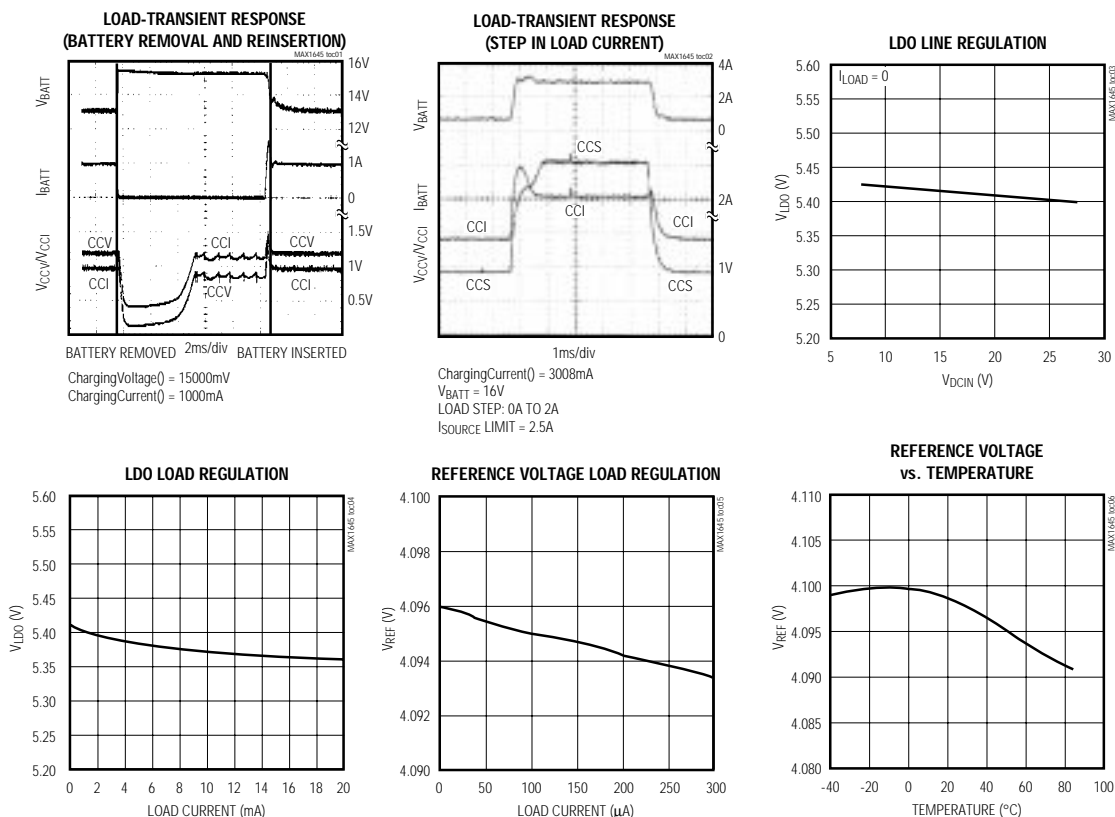 LOAD-TRANSIENT RESPONSE
(BATTERY REMOVAL AND REINSERTION)
MAX1645 toc01
16V
14V
12V
1A
0
1.5V
1V
0.5V
VBATT
IBATT
VCCV/VCCI
CCV
CCI
CCI
CCV
CCV
CCI
BATTERY REMOVED
2ms/div
BATTERY INSERTED
ChargingVoltage() = 15000mV
ChargingCurrent() = 1000mA
LOAD-TRANSIENT RESPONSE
(STEP IN LOAD CURRENT)
MAX1645 toc02
4A
2A
0
2A
1V
0
VBATT
IBATT
VCCV/VCCI
CCS
CCI
CCI
CCI
CCS
CCS
1ms/div
ChargingCurrent() = 3008mA
VBATT = 16V
LOAD STEP: 0A TO 2A
ISOURCE LIMIT = 2.5A
LDO LINE REGULATION
MAX1645 toc03
ILOAD = 0
5.60
5.55
5.50
5.45
5.40
5.35
5.30
5.25
5.20
VLDO (V)
5 10 15 20 25 30
VDCIN (V)
LDO LOAD REGULATION
MAX1645 toc04
5.60
5.55
5.50
5.45
5.40
5.35
5.30
5.25
5.20
VLDO (V)
0 2 4 6 8 10 12 14 16 18 20
LOAD CURRENT (mA)
REFERENCE VOLTAGE LOAD REGULATION
MAX1645 toc05
4.100
4.098
4.096
4.094
4.092
4.090
VREF (V)
0 50 100 150 200 250 300
LOAD CURRENT (μA)
REFERENCE VOLTAGE
vs. TEMPERATURE
MAX1645 toc06
4.110
4.105
4.100
4.095
4.090
4.085
4.080
VREF (V)
-40 -20 0 20 40 60 80 100
TEMPERATURE (°C)